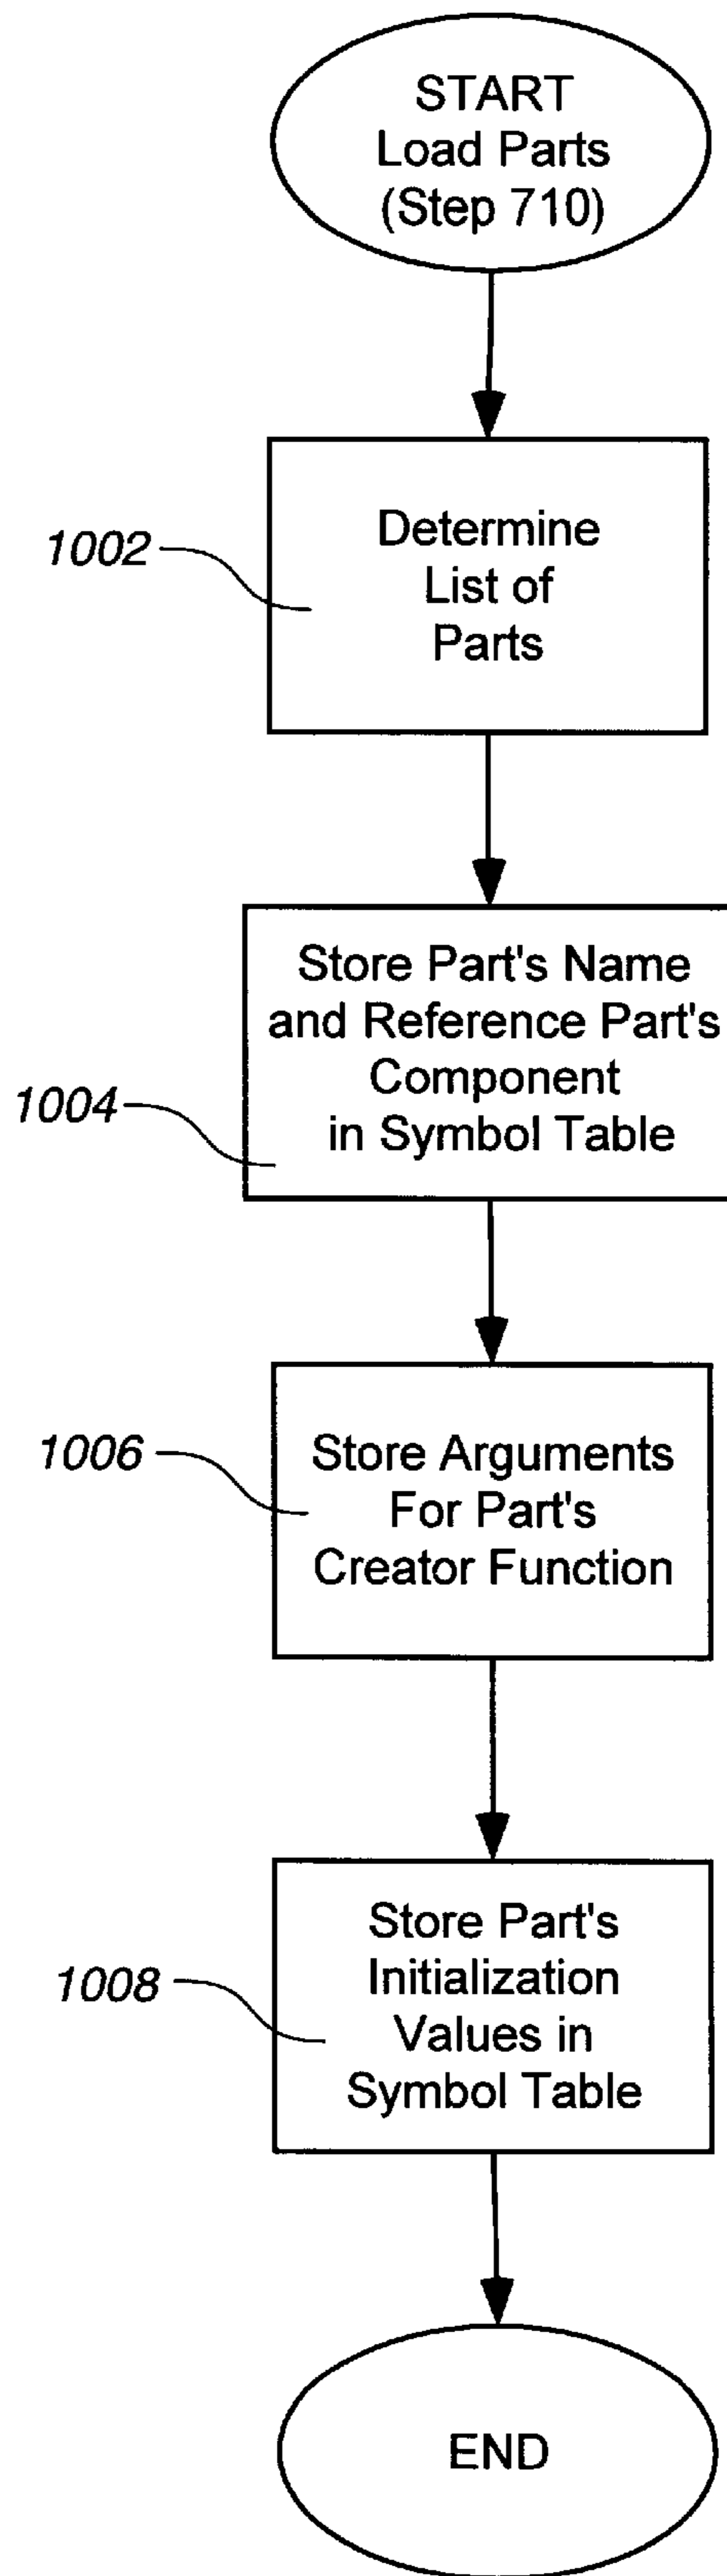 START
Load Parts
(Step 710)
1002
Determine
List of
Parts
1004
Store Part's Name
and Reference Part's
Component
in Symbol Table
1006
Store Arguments
For Part's
Creator Function
1008
Store Part's
Initialization
Values in
Symbol Table
END